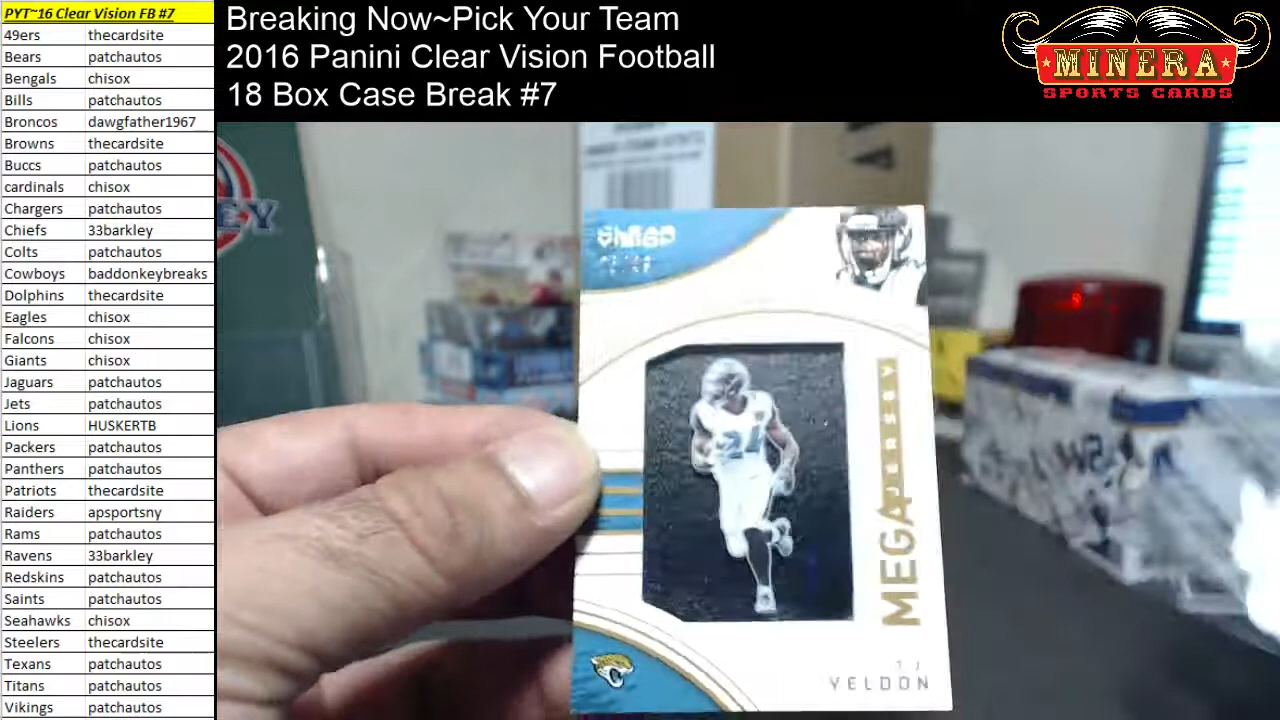 PYT~16 Clear Vision FB #7
49ers thecardsite
Bears patchautos
Bengals chisox
Bills patchautos
Broncos dawgfather1967
Browns thecardsite
Buccs patchautos
cardinals chisox
Chargers patchautos
Chiefs 33barkley
Colts patchautos
Cowboys baddonkeybreaks
Dolphins thecardsite
Eagles chisox
Falcons chisox
Giants chisox
Jaguars patchautos
Jets patchautos
Lions HUSKERTB
Packers patchautos
Panthers patchautos
Patriots thecardsite
Raiders apsportsny
Rams patchautos
Ravens 33barkley
Redskins patchautos
Saints patchautos
Seahawks chisox
Steelers thecardsite
Texans patchautos
Titans patchautos
Vikings patchautos
Breaking Now~Pick Your Team
2016 Panini Clear Vision Football
18 Box Case Break #7
MINERA
SPORTS CARDS
MEGA JERSEY
TJ
YELDON